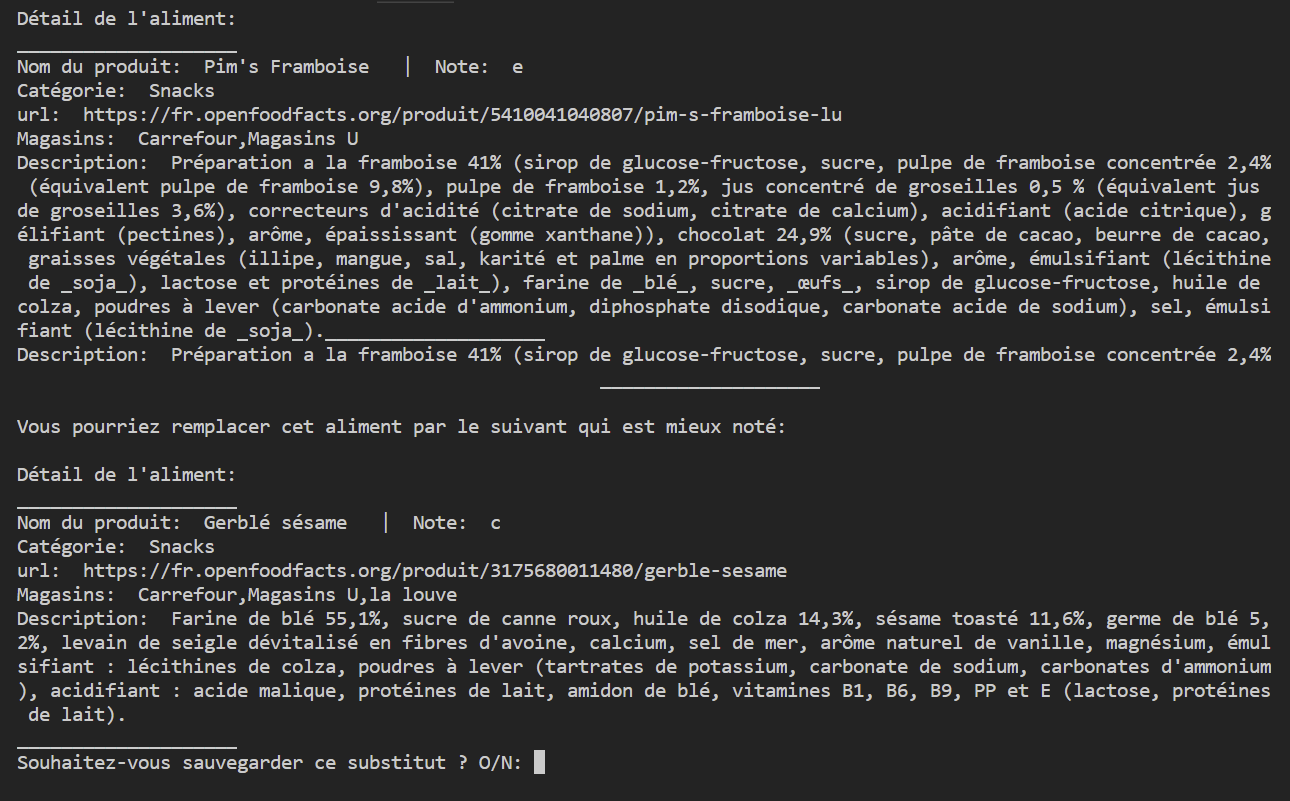 Détail de l'aliment:
____________________
Nom du produit:  Pim's Framboise   |  Note:  e
Catégorie:  Snacks
url:  https://fr.openfoodfacts.org/produit/5410041040807/pim-s-framboise-lu
Magasins:  Carrefour,Magasins U
Description:  Préparation a la framboise 41% (sirop de glucose-fructose, sucre, pulpe de framboise concentrée 2,4%
 (équivalent pulpe de framboise 9,8%), pulpe de framboise 1,2%, jus concentré de groseilles 0,5 % (équivalent jus
de groseilles 3,6%), correcteurs d'acidité (citrate de sodium, citrate de calcium), acidifiant (acide citrique), g
élifiant (pectines), arôme, épaississant (gomme xanthane)), chocolat 24,9% (sucre, pâte de cacao, beurre de cacao,
 graisses végétales (illipe, mangue, sal, karité et palme en proportions variables), arôme, émulsifiant (lécithine
 de _soja_), lactose et protéines de _lait_), farine de _blé_, sucre, _œufs_, sirop de glucose-fructose, huile de
colza, poudres à lever (carbonate acide d'ammonium, diphosphate disodique, carbonate acide de sodium), sel, émulsi
fiant (lécithine de _soja_).____________________
Description:  Préparation a la framboise 41% (sirop de glucose-fructose, sucre, pulpe de framboise concentrée 2,4%
____________________
Vous pourriez remplacer cet aliment par le suivant qui est mieux noté:
Détail de l'aliment:
____________________
Nom du produit:  Gerblé sésame   |  Note:  c
Catégorie:  Snacks
url:  https://fr.openfoodfacts.org/produit/3175680011480/gerble-sesame
Magasins:  Carrefour,Magasins U,la louve
Description:  Farine de blé 55,1%, sucre de canne roux, huile de colza 14,3%, sésame toasté 11,6%, germe de blé 5,
2%, levain de seigle dévitalisé en fibres d'avoine, calcium, sel de mer, arôme naturel de vanille, magnésium, émul
sifiant : lécithines de colza, poudres à lever (tartrates de potassium, carbonate de sodium, carbonates d'ammonium
), acidifiant : acide malique, protéines de lait, amidon de blé, vitamines B1, B6, B9, PP et E (lactose, protéines
 de lait).
____________________
Souhaitez-vous sauvegarder ce substitut ? O/N: